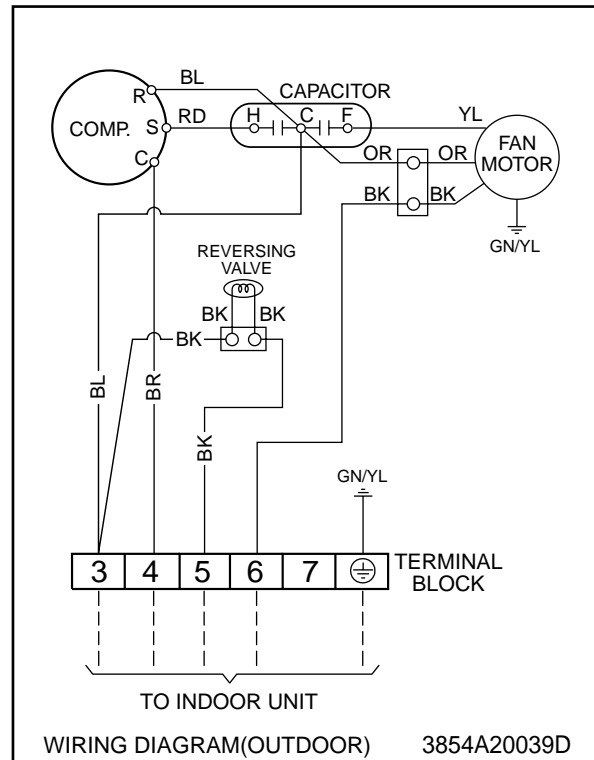 BL
CAPACITOR
R
COMP.
S
RD
H
C
F
YL
C
FAN
MOTOR
OR
OR
BK
BK
GN/YL
REVERSING
VALVE
BK
BK
BK
BL
BR
BK
GN/YL
3 4 5 6 7
TERMINAL
BLOCK
TO INDOOR UNIT
WIRING DIAGRAM(OUTDOOR) 3854A20039D